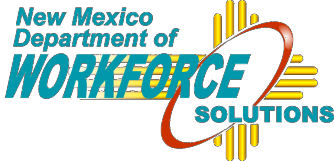 New Mexico
Department of
WORKFORCE
SOLUTIONS